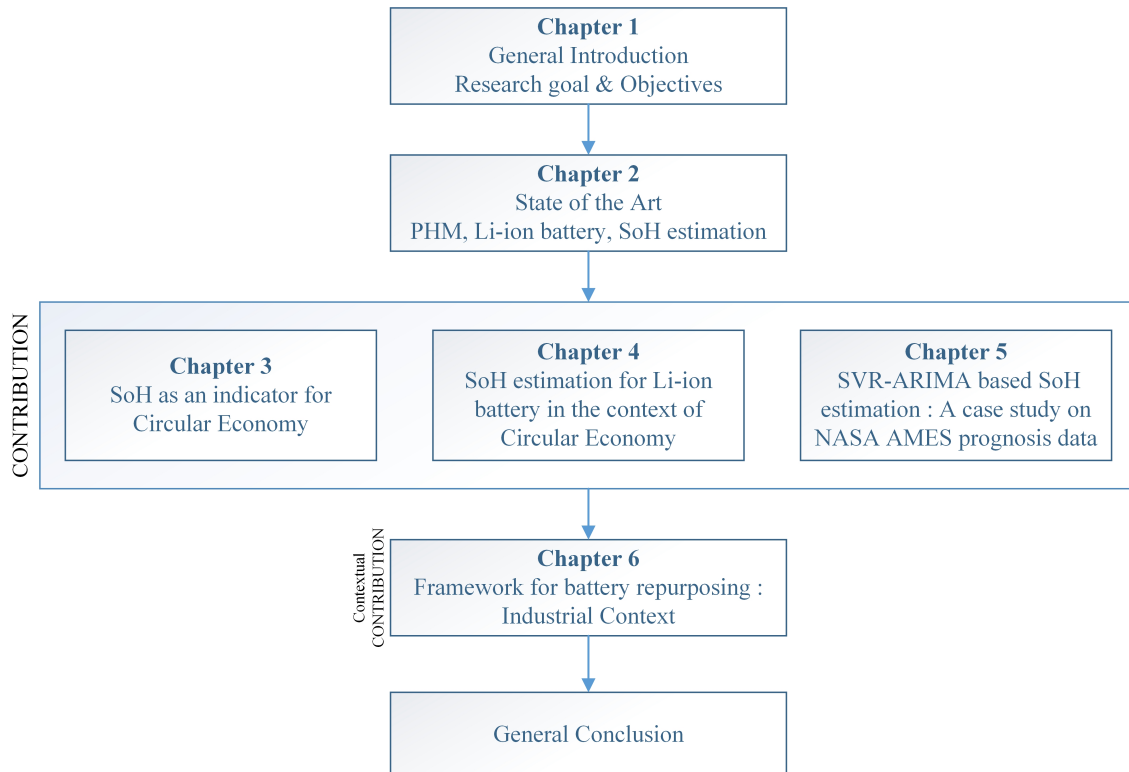 Chapter 1
General Introduction
Research goal & Objectives
Chapter 2
State of the Art
PHM, Li-ion battery, SoH estimation
CONTRIBUTION
Chapter 3
SoH as an indicator for
Circular Economy
Chapter 4
SoH estimation for Li-ion
battery in the context of
Circular Economy
Chapter 5
SVR-ARIMA based SoH
estimation : A case study on
NASA AMES prognosis data
Contextual
CONTRIBUTION
Chapter 6
Framework for battery repurposing :
Industrial Context
General Conclusion